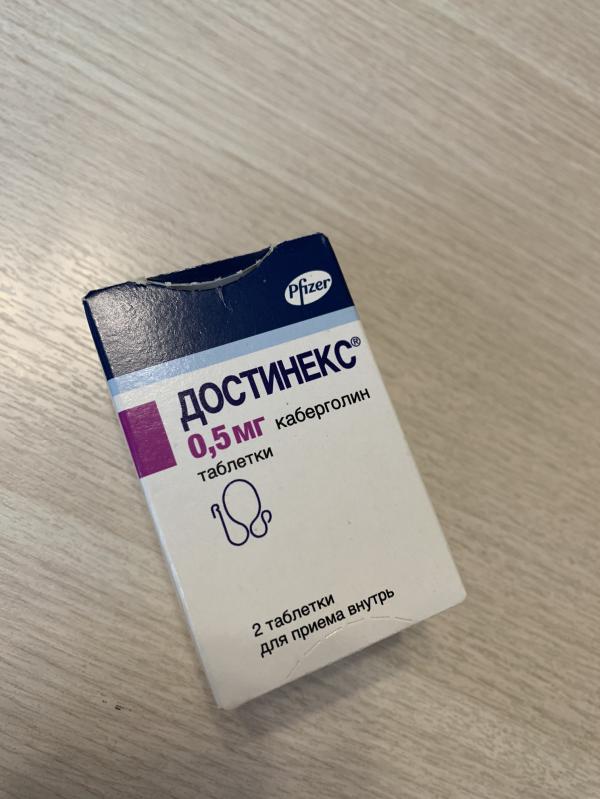 Pfizer
ДОСТИНЕКС®
0,5 мг каберголин
таблетки
2 таблетки
для приема внутрь